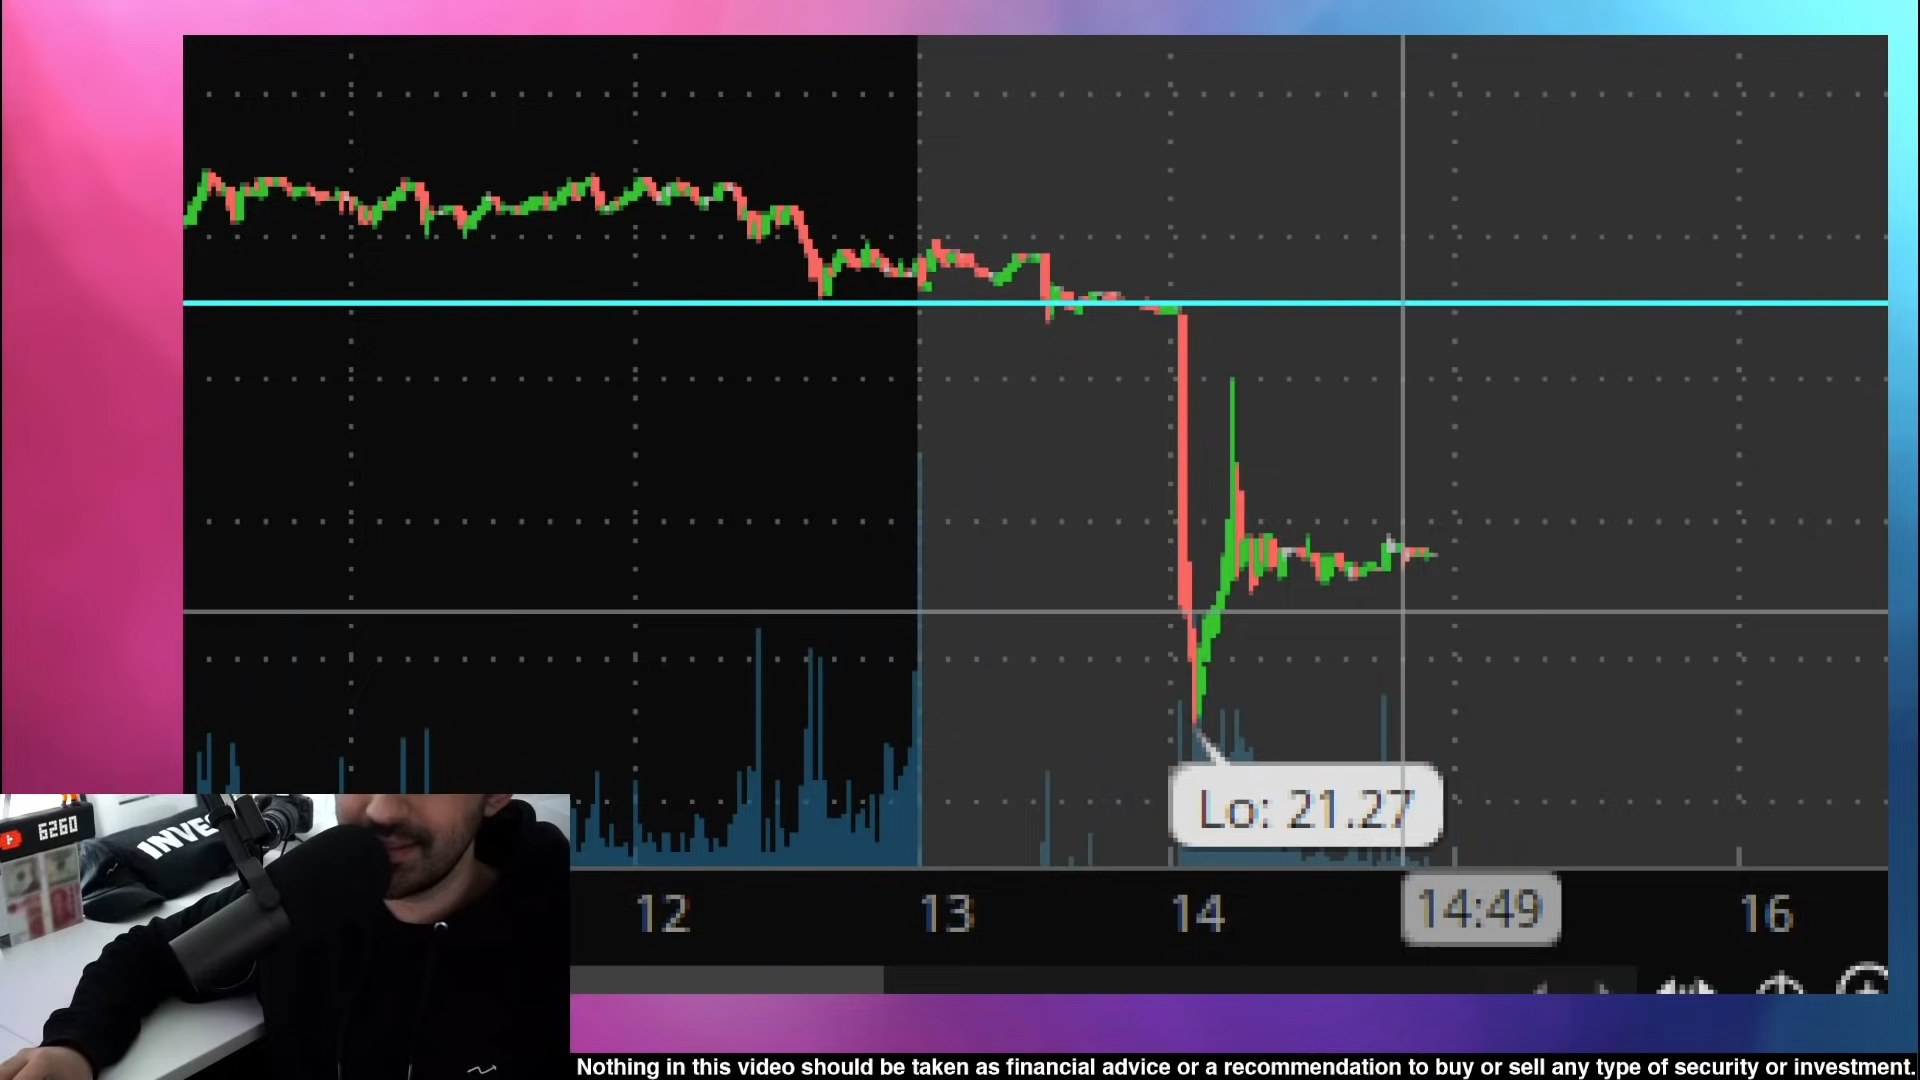 Lo: 21.27
6260
INVES
12
13
14
14:49
16
Nothing in this video should be taken as financial advice or a recommendation to buy or sell any type of security or investment.